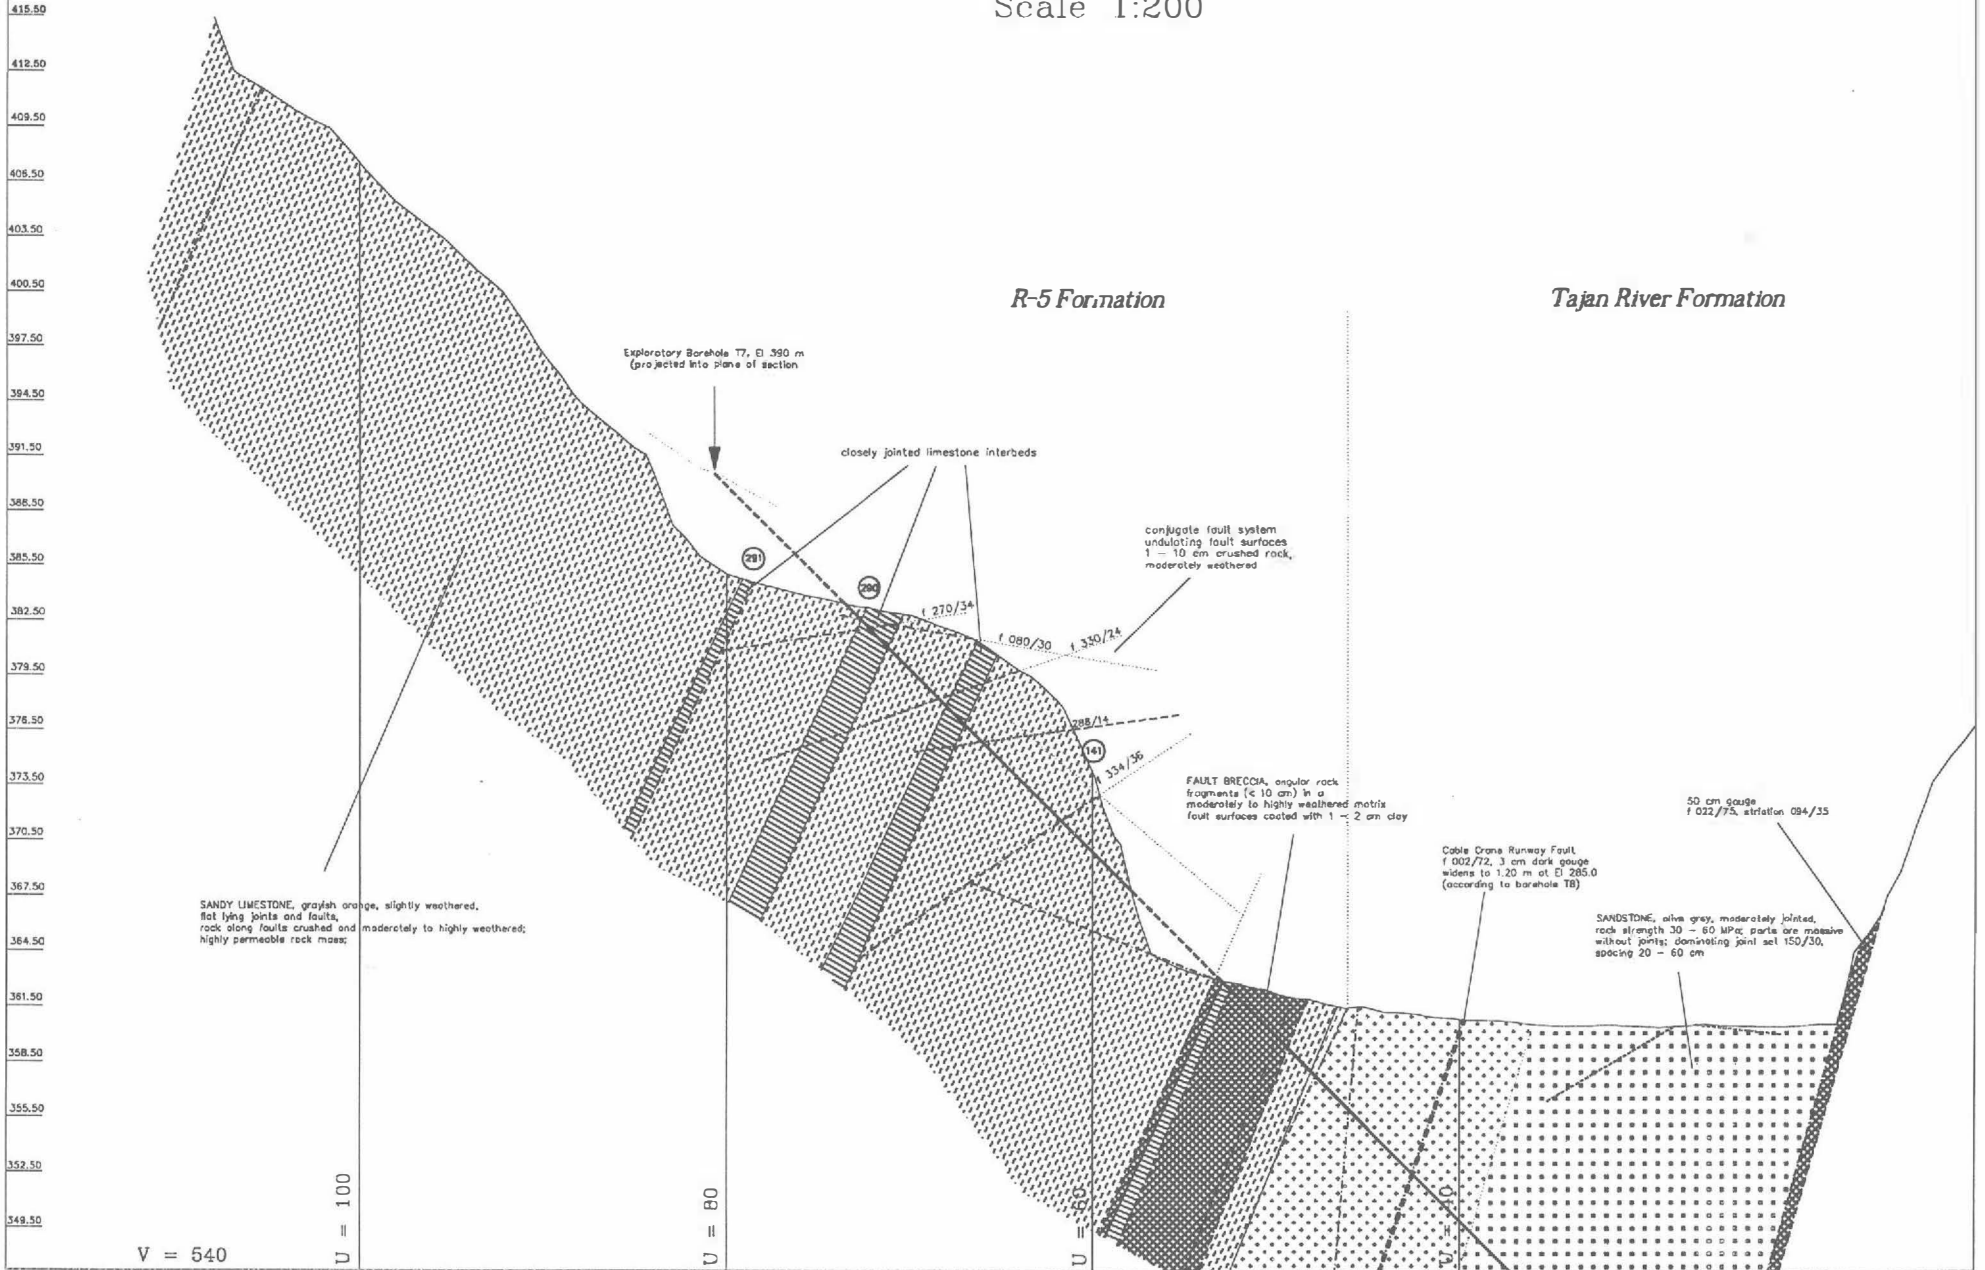 Scale 1:200
415.50
412.50
409.50
406.50
403.50
400.50
397.50
394.50
391.50
388.50
385.50
382.50
379.50
376.50
373.50
370.50
367.50
364.50
361.50
358.50
355.50
352.50
349.50
R-5 Formation
Tajan River Formation
Exploratory Borehole T7, El 390 m
(projected into plane of section
closely jointed limestone interbeds
conjugate fault system
undulating fault surfaces
1 - 10 cm crushed rock,
moderately weathered
291
290
f 270/34
f 080/30
f 330/24
288/14
141
f 334/36
FAULT BRECCIA, angular rock
fragments (< 10 cm) in a
moderately to highly weathered matrix
fault surfaces coated with 1 - 2 cm clay
50 cm gouge
f 022/75, striation 094/35
Cable Crane Runway Fault,
f 002/72, 3 cm dark gouge
widens to 1.20 m at El 285.0
(according to borehole T8)
SANDSTONE, olive gray, moderately jointed,
rock strength 30 - 60 MPa; parts are massive
without joints; dominating joint set 150/30,
spacing 20 - 60 cm
SANDY LIMESTONE, grayish orange, slightly weathered,
flat lying joints and faults,
rock along faults crushed and moderately to highly weathered;
highly permeable rock mass;
V = 540
U = 100
U = 80
U = 60
U = 40